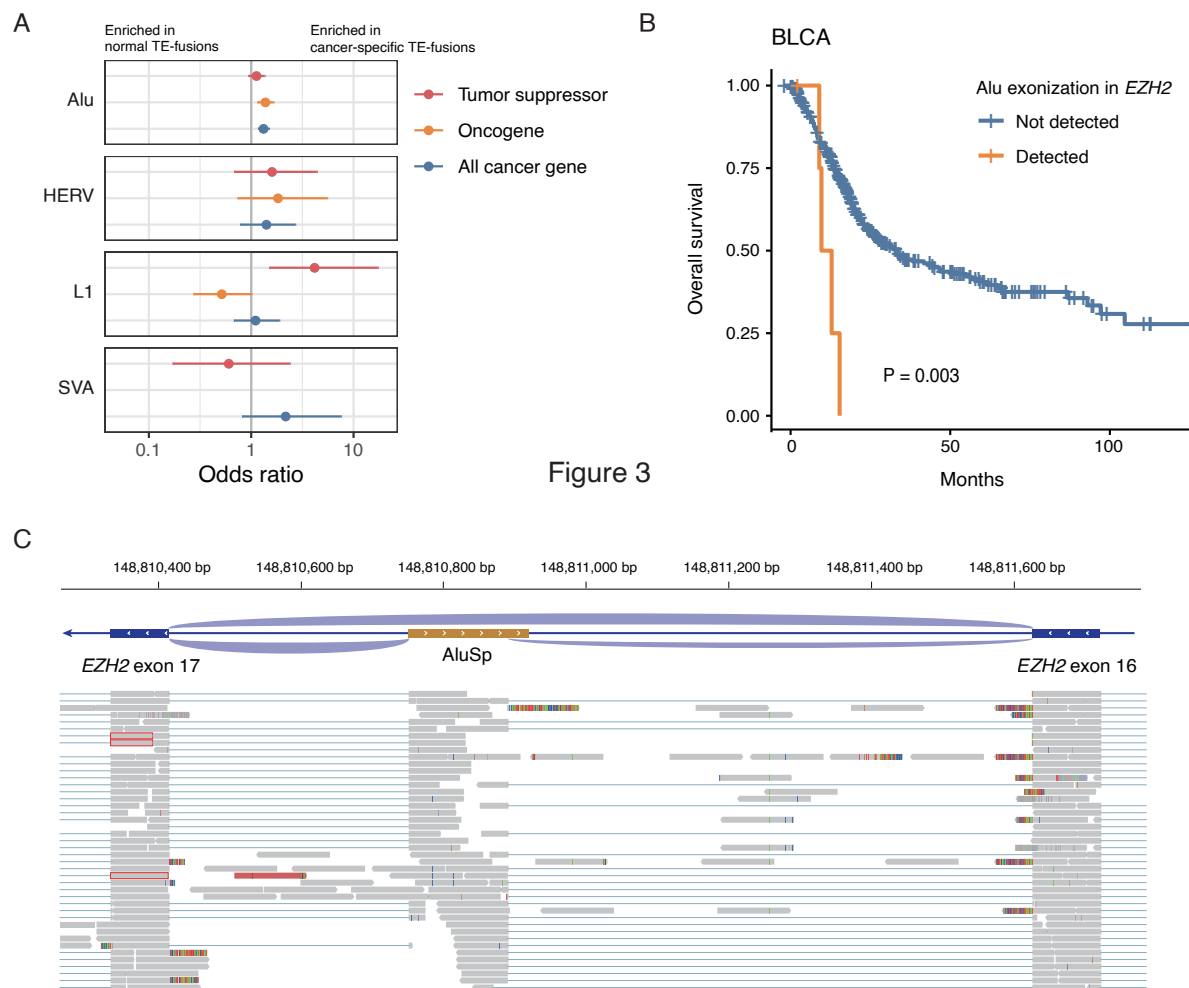 A
Enriched in
normal TE-fusions
Enriched in
cancer-specific TE-fusions
Alu
HERV
L1
SVA
0.1
1
10
Odds ratio
Tumor suppressor
Oncogene
All cancer gene
B
BLCA
Alu exonization in EZH2
Not detected
Detected
1.00
0.75
0.50
0.25
0.00
Overall survival
P = 0.003
0
50
100
Months
Figure 3
C
148,810,400 bp
148,810,600 bp
148,810,800 bp
148,811,000 bp
148,811,200 bp
148,811,400 bp
148,811,600 bp
EZH2 exon 17
AluSp
EZH2 exon 16